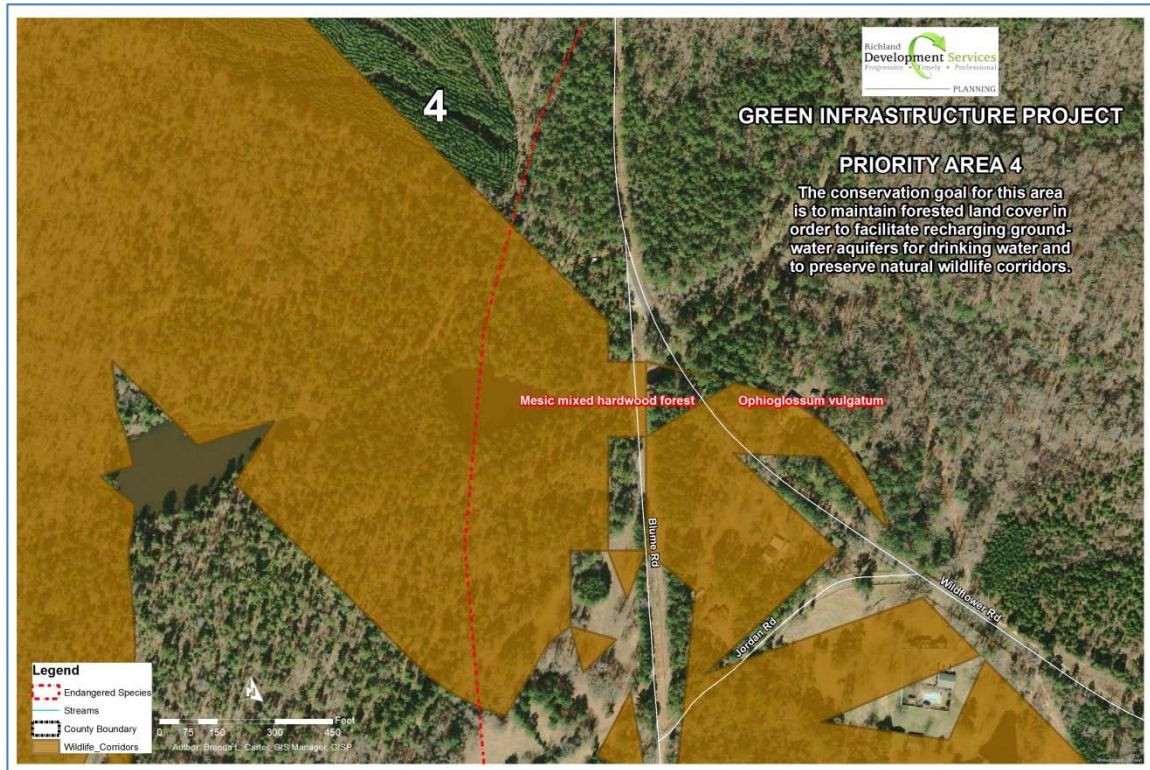 Richland
Development Services
Progressive • Timely • Professional
PLANNING
GREEN INFRASTRUCTURE PROJECT
4
PRIORITY AREA 4
The conservation goal for this area
is to maintain forested land cover in
order to facilitate recharging ground-
water aquifers for drinking water and
to preserve natural wildlife corridors.
Mesic mixed hardwood forest
Ophioglossum vulgatum
Blume Rd
Wildflower Rd
Jordan Rd
Legend
Endangered Species
Streams
County Boundary
Wildlife_Corridors
N
Feet
0 75 150 300 450
Author: Brenda L. Carter, GIS Manager, GISP